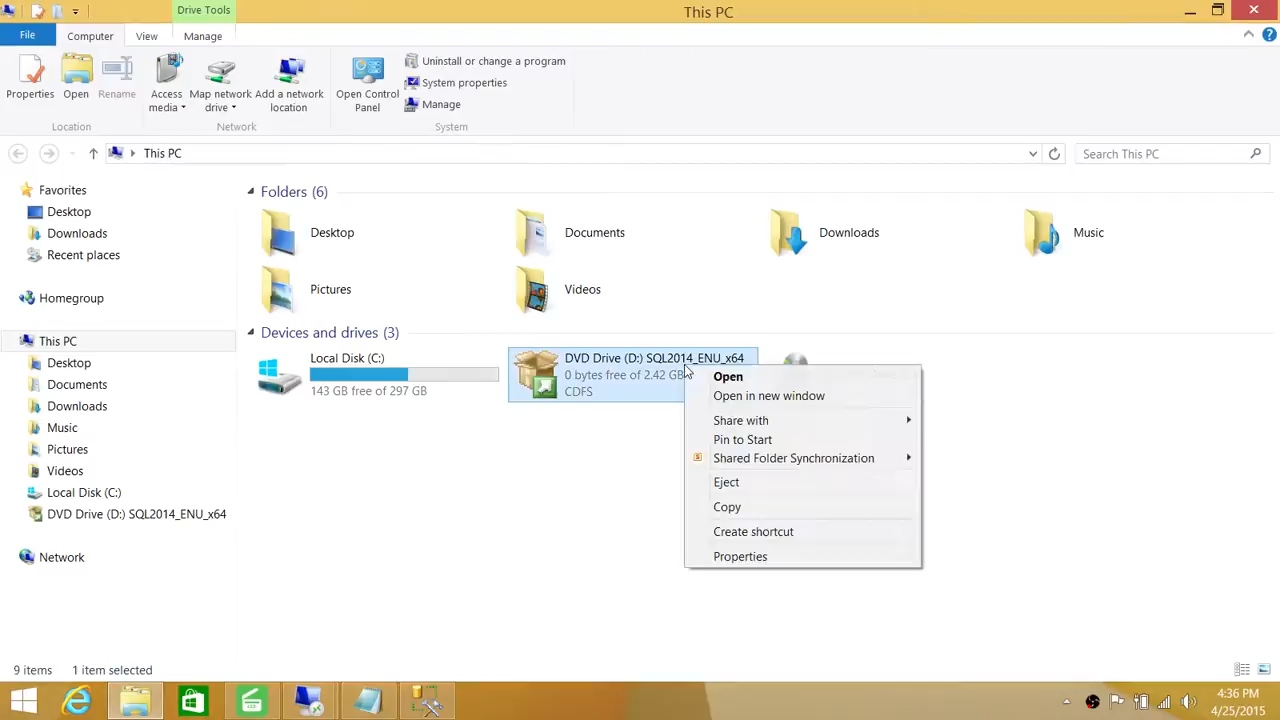 Drive Tools
This PC
File
Computer
View
Manage
Properties
Open
Rename
Access media
Map network drive
Add a network location
Open Control Panel
Uninstall or change a program
System properties
Manage
Location
Network
System
This PC
Search This PC
Favorites
Desktop
Downloads
Recent places
Homegroup
This PC
Desktop
Documents
Downloads
Music
Pictures
Videos
Local Disk (C:)
DVD Drive (D:) SQL2014_ENU_x64
Network
Folders (6)
Desktop
Documents
Downloads
Music
Pictures
Videos
Devices and drives (3)
Local Disk (C:)
143 GB free of 297 GB
DVD Drive (D:) SQL2014_ENU_x64
0 bytes free of 2.42 GB
CDFS
Open
Open in new window
Share with
Pin to Start
Shared Folder Synchronization
Eject
Copy
Create shortcut
Properties
9 items
1 item selected
4:36 PM
4/25/2015